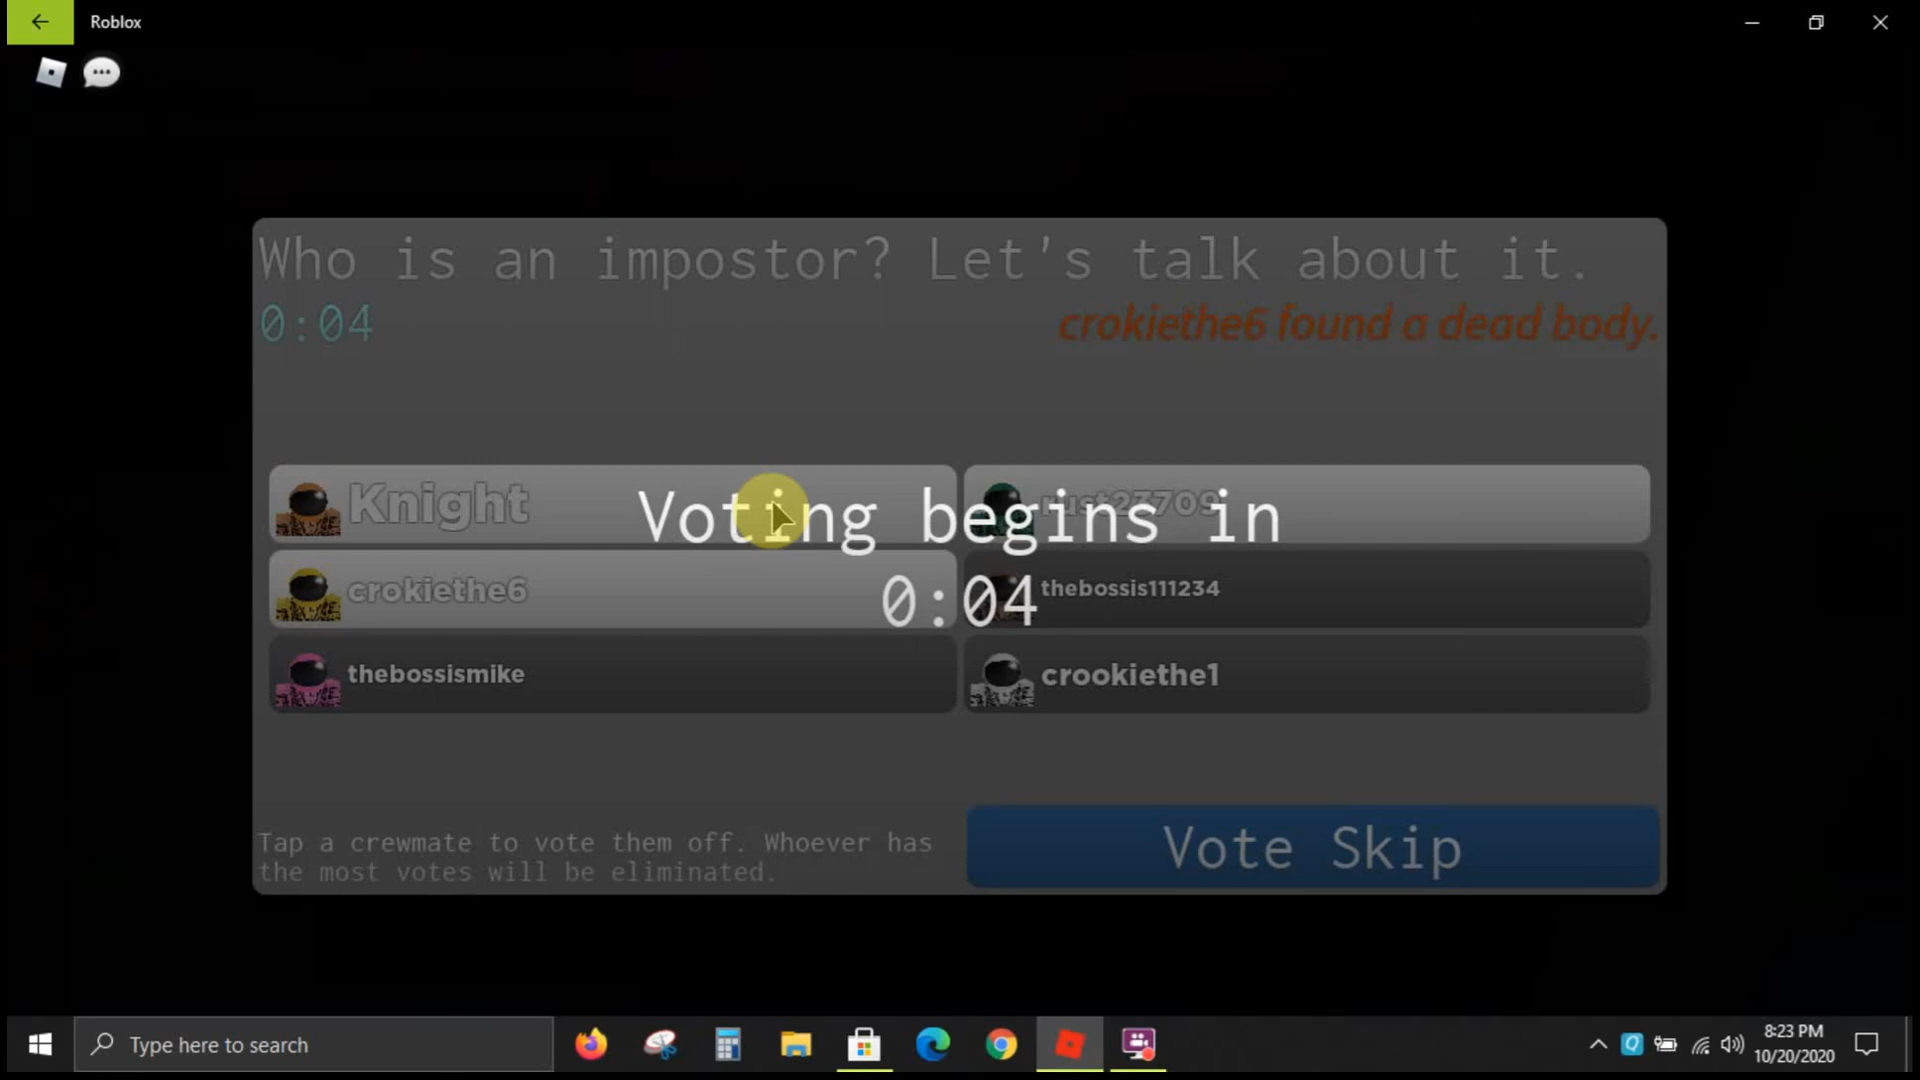 Roblox
Who is an impostor? Let's talk about it.
0:04
crokiethe6 found a dead body.
Knight
rust23709
Voting begins in
0:04
crokiethe6
thebossis111234
thebossismike
crookiethe1
Tap a crewmate to vote them off. Whoever has
the most votes will be eliminated.
Vote Skip
Type here to search
8:23 PM
10/20/2020